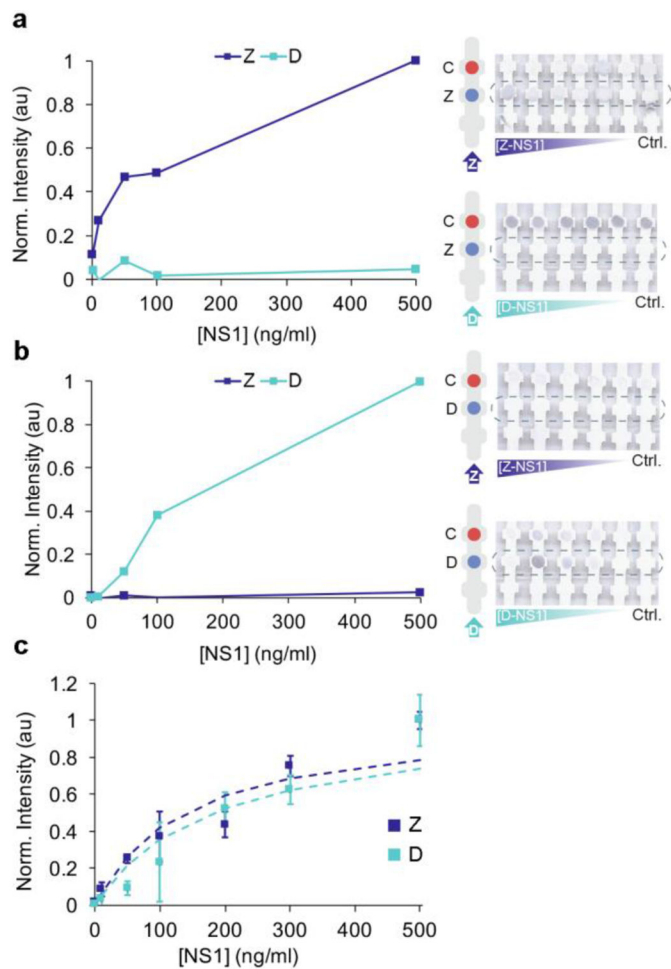 a
Z D
Norm. Intensity (au)
1
0.8
0.6
0.4
0.2
0
0 100 200 300 400 500
[NS1] (ng/ml)
C
Z
[Z-NS1] Ctrl.
Z
C
Z
[D-NS1] Ctrl.
D
b
Z D
Norm. Intensity (au)
1
0.8
0.6
0.4
0.2
0
0 100 200 300 400 500
[NS1] (ng/ml)
C
D
[Z-NS1] Ctrl.
Z
C
D
[D-NS1] Ctrl.
D
c
Norm. Intensity (au)
1.2
1
0.8
0.6
0.4
0.2
0
Z
D
0 100 200 300 400 500
[NS1] (ng/ml)